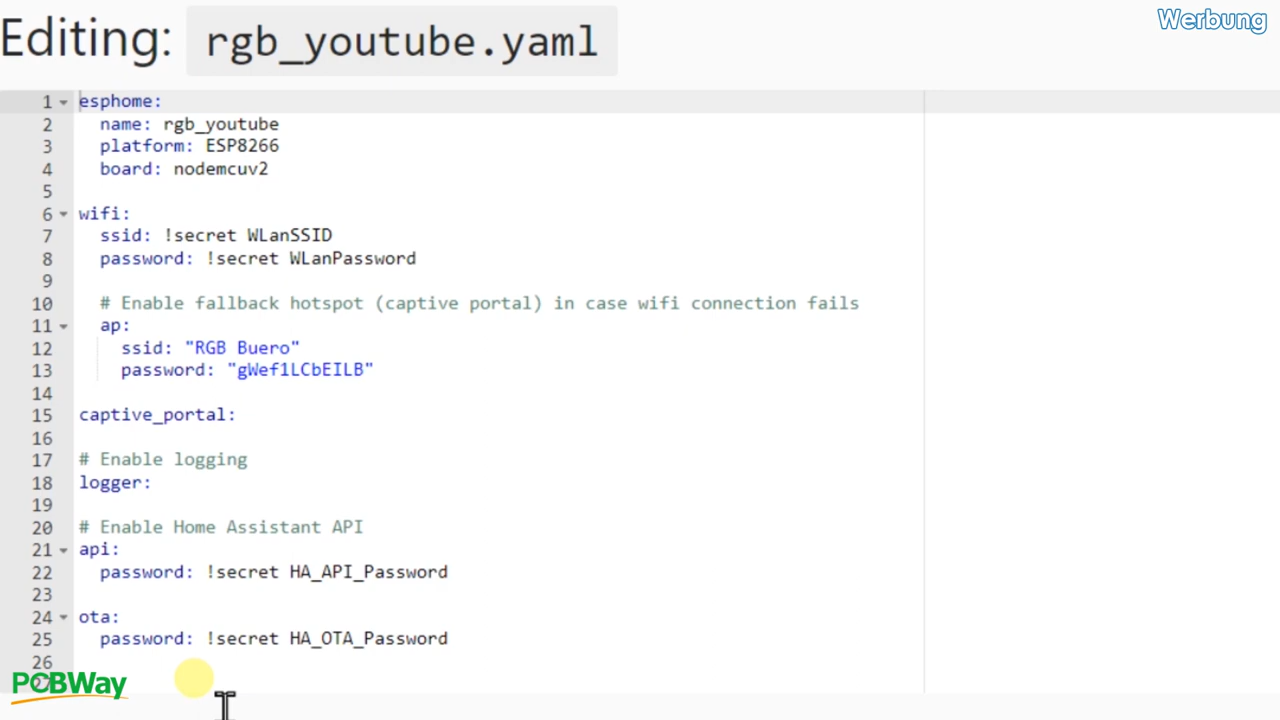 Werbung
Editing: rgb_youtube.yaml
1 esphome:
2 name: rgb_youtube
3 platform: ESP8266
4 board: nodemcuv2
5
6 wifi:
7 ssid: !secret WLanSSID
8 password: !secret WLanPassword
9
10 # Enable fallback hotspot (captive portal) in case wifi connection fails
11 ap:
12 ssid: "RGB Buero"
13 password: "gWef1LCbEILB"
14
15 captive_portal:
16
17 # Enable logging
18 logger:
19
20 # Enable Home Assistant API
21 api:
22 password: !secret HA_API_Password
23
24 ota:
25 password: !secret HA_OTA_Password
26
PCBWay